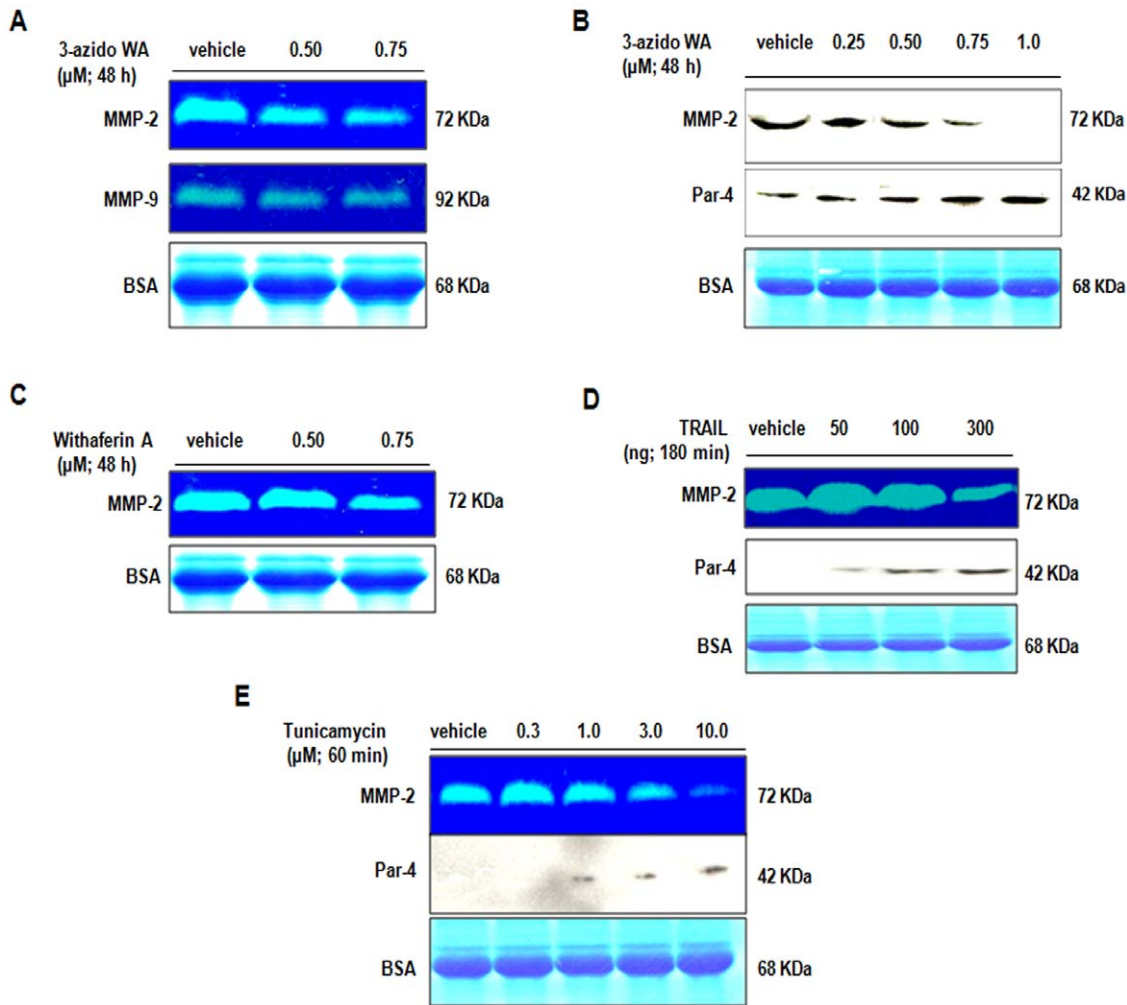 A
3-azido WA
(µM; 48 h)
vehicle 0.50 0.75
MMP-2 72 KDa
MMP-9 92 KDa
BSA 68 KDa
B
3-azido WA
(µM; 48 h)
vehicle 0.25 0.50 0.75 1.0
MMP-2 72 KDa
Par-4 42 KDa
BSA 68 KDa
C
Withaferin A
(µM; 48 h)
vehicle 0.50 0.75
MMP-2 72 KDa
BSA 68 KDa
D
TRAIL
(ng; 180 min)
vehicle 50 100 300
MMP-2 72 KDa
Par-4 42 KDa
BSA 68 KDa
E
Tunicamycin
(µM; 60 min)
vehicle 0.3 1.0 3.0 10.0
MMP-2 72 KDa
Par-4 42 KDa
BSA 68 KDa